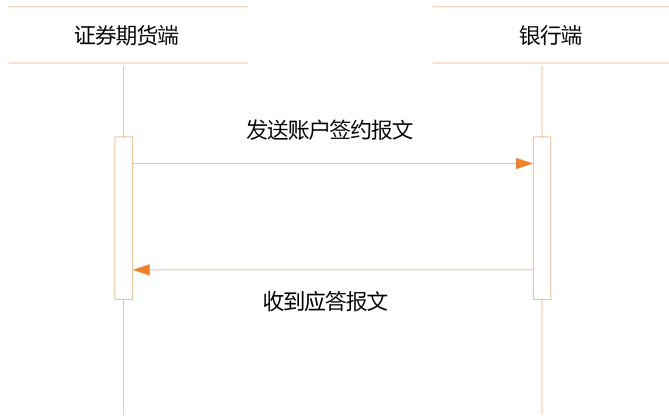 证券期货端
银行端
发送账户签约报文
收到应答报文